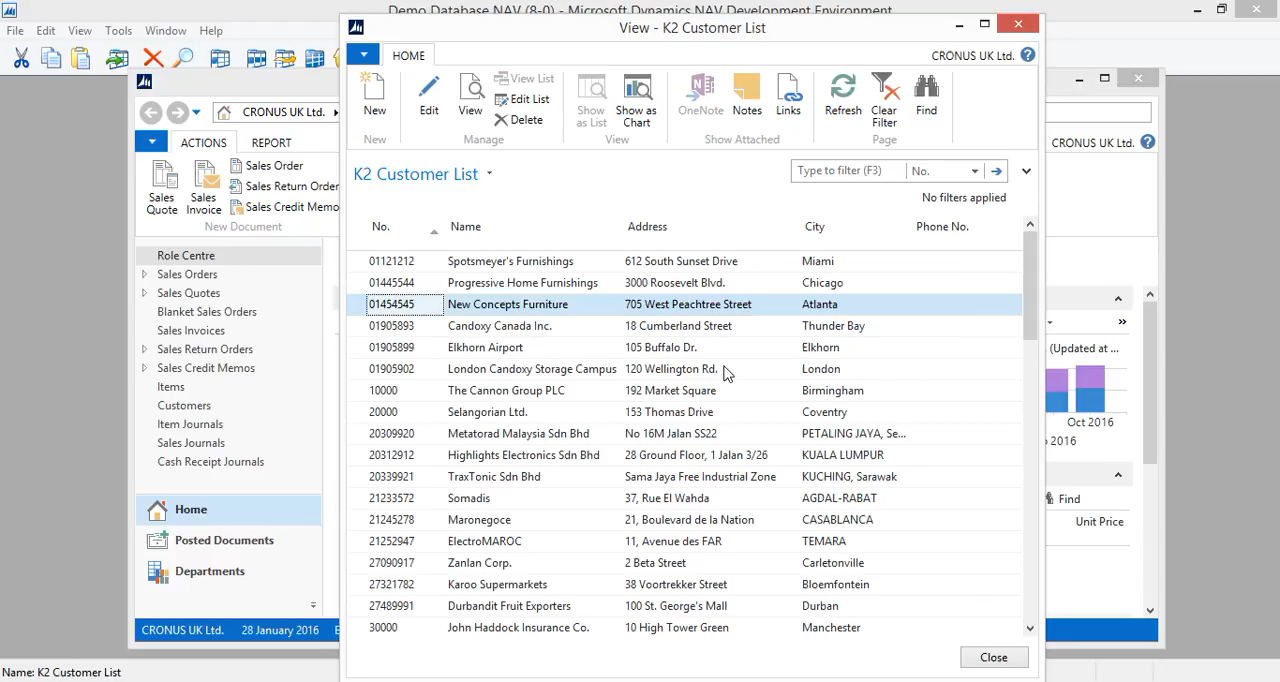 Demo Database NAV (8-0) - Microsoft Dynamics NAV Development Environment
File Edit View Tools Window Help
View - K2 Customer List
HOME
CRONUS UK Ltd.
New
Edit
View
View List
Edit List
Delete
Show as List
Show as Chart
OneNote
Notes
Links
Refresh
Clear Filter
Find
New
Manage
View
Show Attached
Page
K2 Customer List
Type to filter (F3)
No.
No filters applied
No. Name Address City Phone No.
01121212 Spotsmeyer's Furnishings 612 South Sunset Drive Miami
01445544 Progressive Home Furnishings 3000 Roosevelt Blvd. Chicago
01454545 New Concepts Furniture 705 West Peachtree Street Atlanta
01905893 Candoxy Canada Inc. 18 Cumberland Street Thunder Bay
01905899 Elkhorn Airport 105 Buffalo Dr. Elkhorn
01905902 London Candoxy Storage Campus 120 Wellington Rd. London
10000 The Cannon Group PLC 192 Market Square Birmingham
20000 Selangorian Ltd. 153 Thomas Drive Coventry
20309920 Metatorad Malaysia Sdn Bhd No 16M Jalan SS22 PETALING JAYA, Se...
20312912 Highlights Electronics Sdn Bhd 28 Ground Floor, 1 Jalan 3/26 KUALA LUMPUR
20339921 TraxTonic Sdn Bhd Sama Jaya Free Industrial Zone KUCHING, Sarawak
21233572 Somadis 37, Rue El Wahda AGDAL-RABAT
21245278 Maronegoce 21, Boulevard de la Nation CASABLANCA
21252947 ElectroMAROC 11, Avenue des FAR TEMARA
27090917 Zanlan Corp. 2 Beta Street Carletonville
27321782 Karoo Supermarkets 38 Voortrekker Street Bloemfontein
27489991 Durbandit Fruit Exporters 100 St. George's Mall Durban
30000 John Haddock Insurance Co. 10 High Tower Green Manchester
Close
CRONUS UK Ltd.
ACTIONS REPORT
Sales Quote
Sales Invoice
Sales Order
Sales Return Order
Sales Credit Memo
New Document
Role Centre
Sales Orders
Sales Quotes
Blanket Sales Orders
Sales Invoices
Sales Return Orders
Sales Credit Memos
Items
Customers
Item Journals
Sales Journals
Cash Receipt Journals
Home
Posted Documents
Departments
CRONUS UK Ltd. 28 January 2016
CRONUS UK Ltd.
(Updated at ...
Oct 2016
2016
Find
Unit Price
Name: K2 Customer List